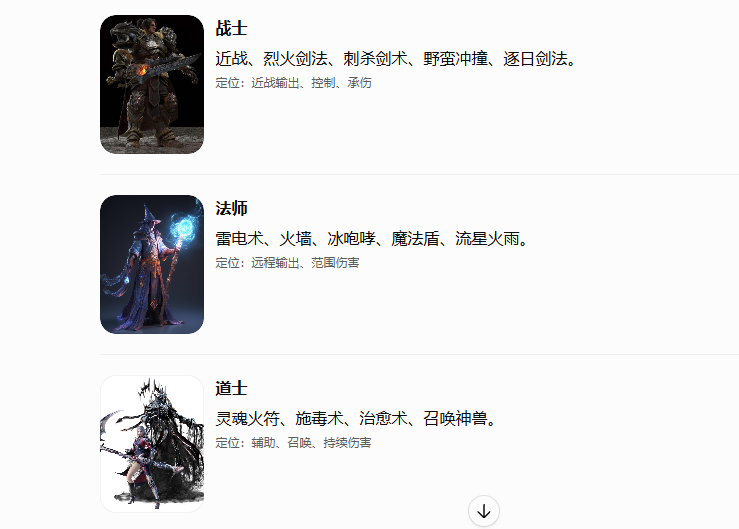 战士
近战、烈火剑法、刺杀剑术、野蛮冲撞、逐日剑法。
定位：近战输出、控制、承伤
法师
雷电术、火墙、冰咆哮、魔法盾、流星火雨。
定位：远程输出、范围伤害
道士
灵魂火符、施毒术、治愈术、召唤神兽。
定位：辅助、召唤、持续伤害